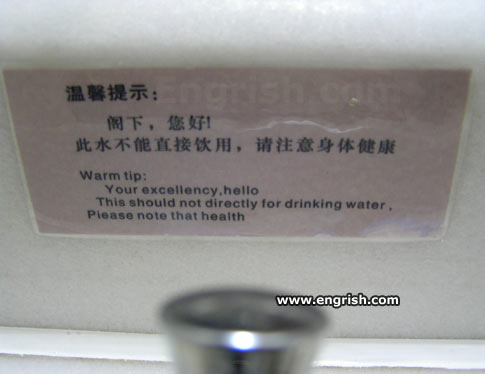 Engrish.com
温馨提示：
阁下，您好！
此水不能直接饮用，请注意身体健康
Warm tip:
Your excellency,hello
This should not directly for drinking water,
Please note that health
www.engrish.com